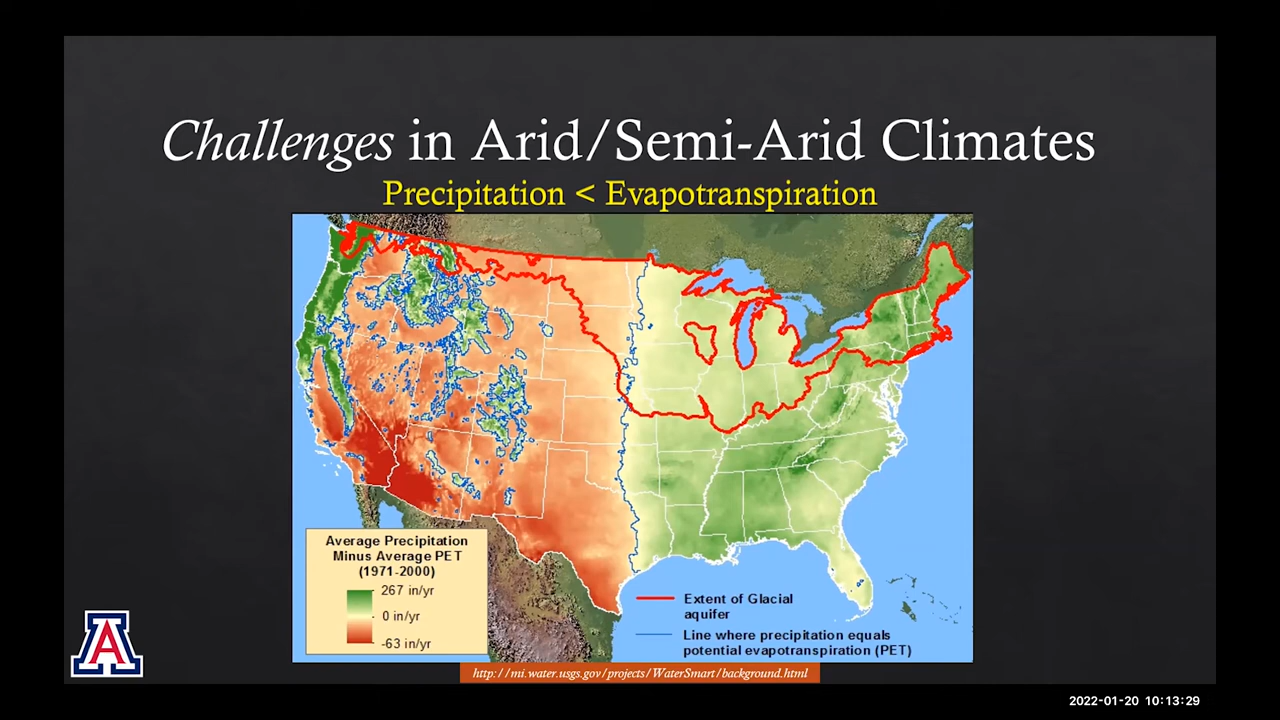 Challenges in Arid/Semi-Arid Climates
Precipitation < Evapotranspiration
Average Precipitation
Minus Average PET
(1971-2000)
267 in/yr
0 in/yr
-63 in/yr
Extent of Glacial
aquifer
Line where precipitation equals
potential evapotranspiration (PET)
A
http://mi.water.usgs.gov/projects/WaterSmart/background.html
2022-01-20 10:13:29